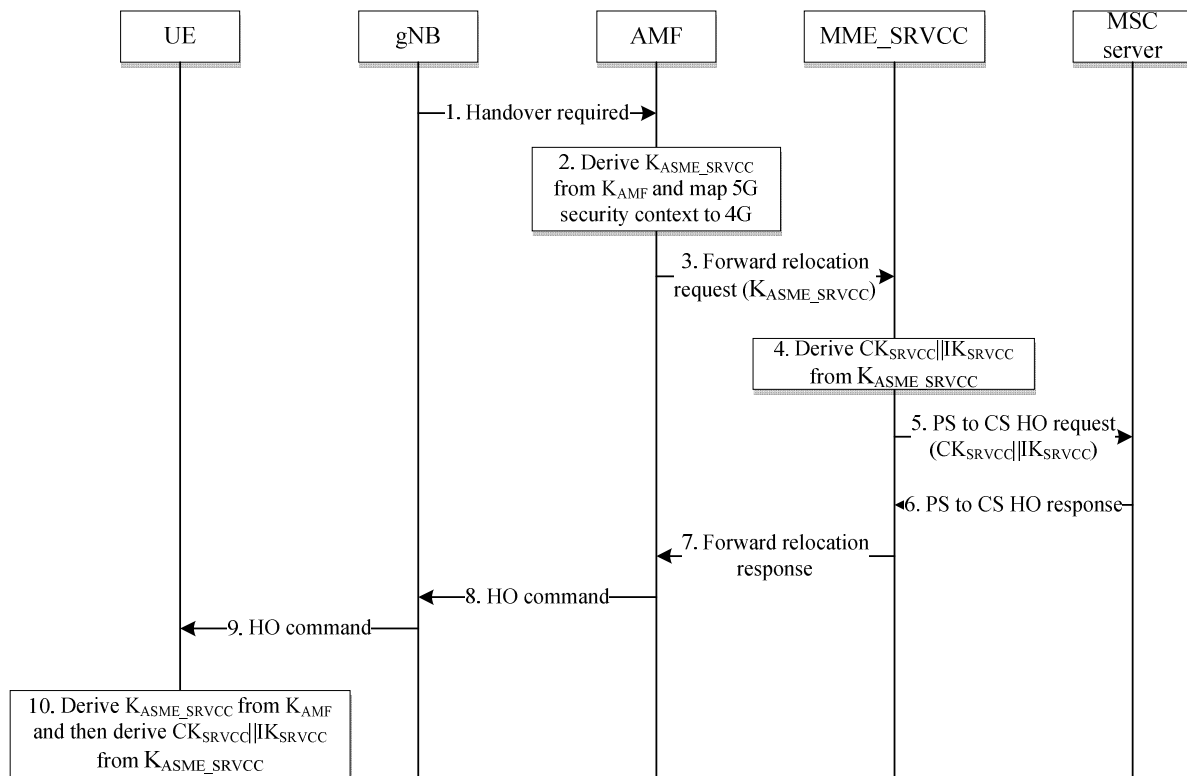 UE
gNB
AMF
MME_SRVCC
MSC
server
1. Handover required
2. Derive KASME_SRVCC
from KAMF and map 5G
security context to 4G
3. Forward relocation
request (KASME_SRVCC)
4. Derive CKSRVCC||IKSRVCC
from KASME_SRVCC
5. PS to CS HO request
(CKSRVCC||IKSRVCC)
6. PS to CS HO response
7. Forward relocation
response
8. HO command
9. HO command
10. Derive KASME_SRVCC from KAMF
and then derive CKSRVCC||IKSRVCC
from KASME_SRVCC